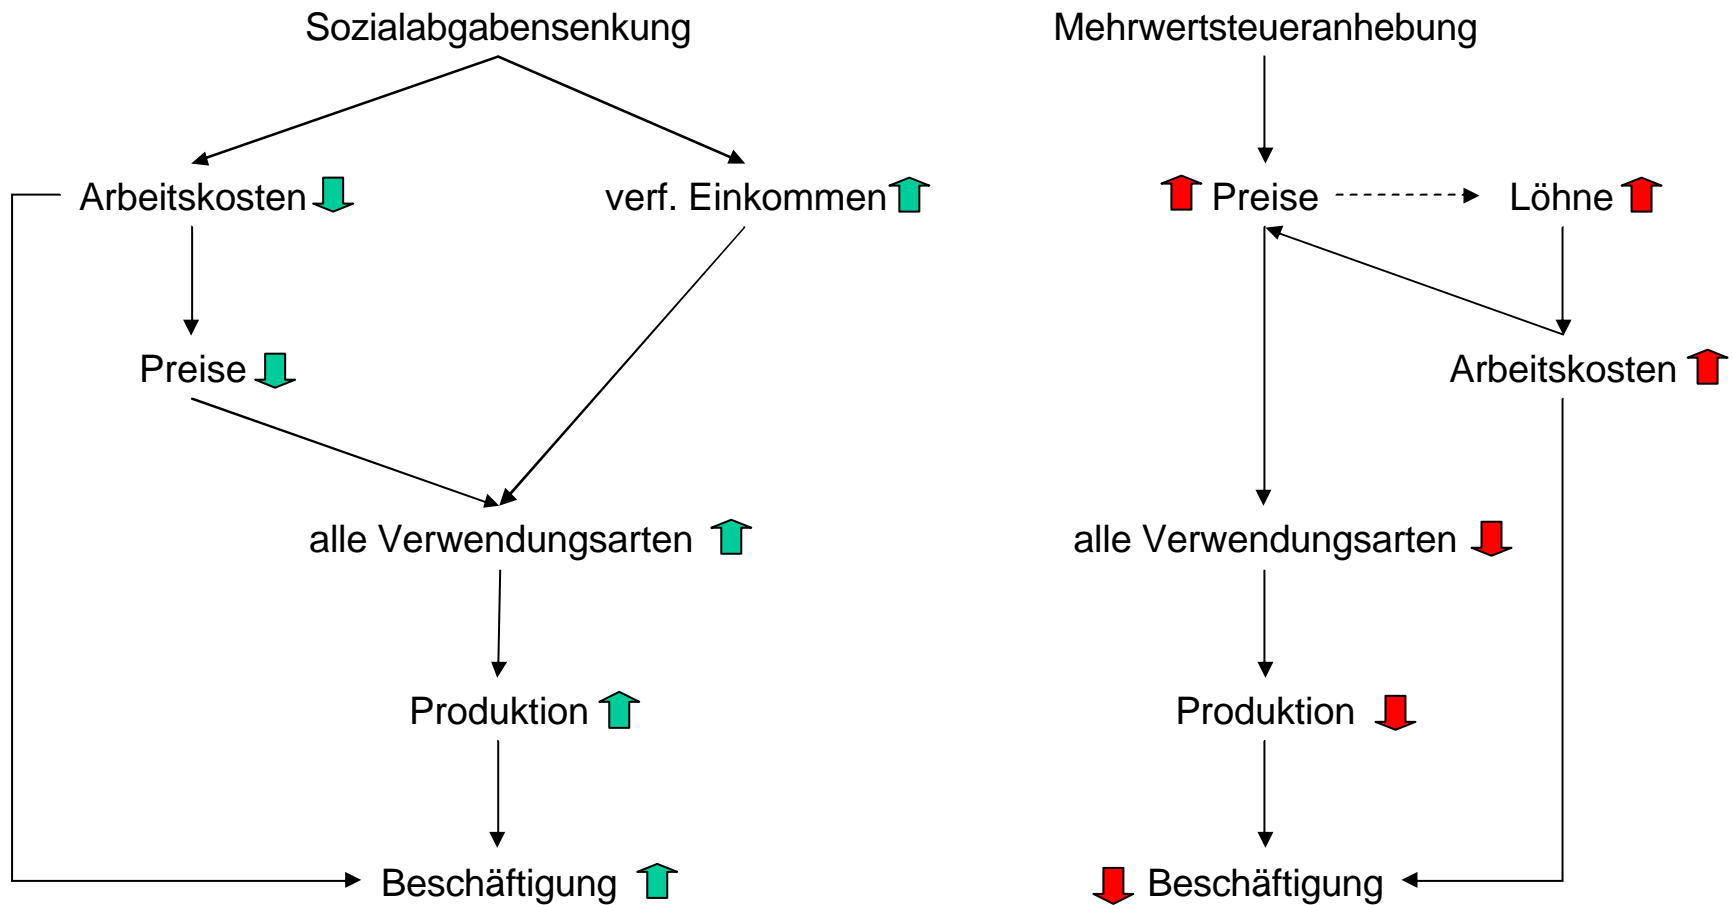 Sozialabgabensenkung
Mehrwertsteueranhebung
Arbeitskosten
verf. Einkommen
Preise
Löhne
Preise
Arbeitskosten
alle Verwendungsarten
alle Verwendungsarten
Produktion
Produktion
Beschäftigung
Beschäftigung